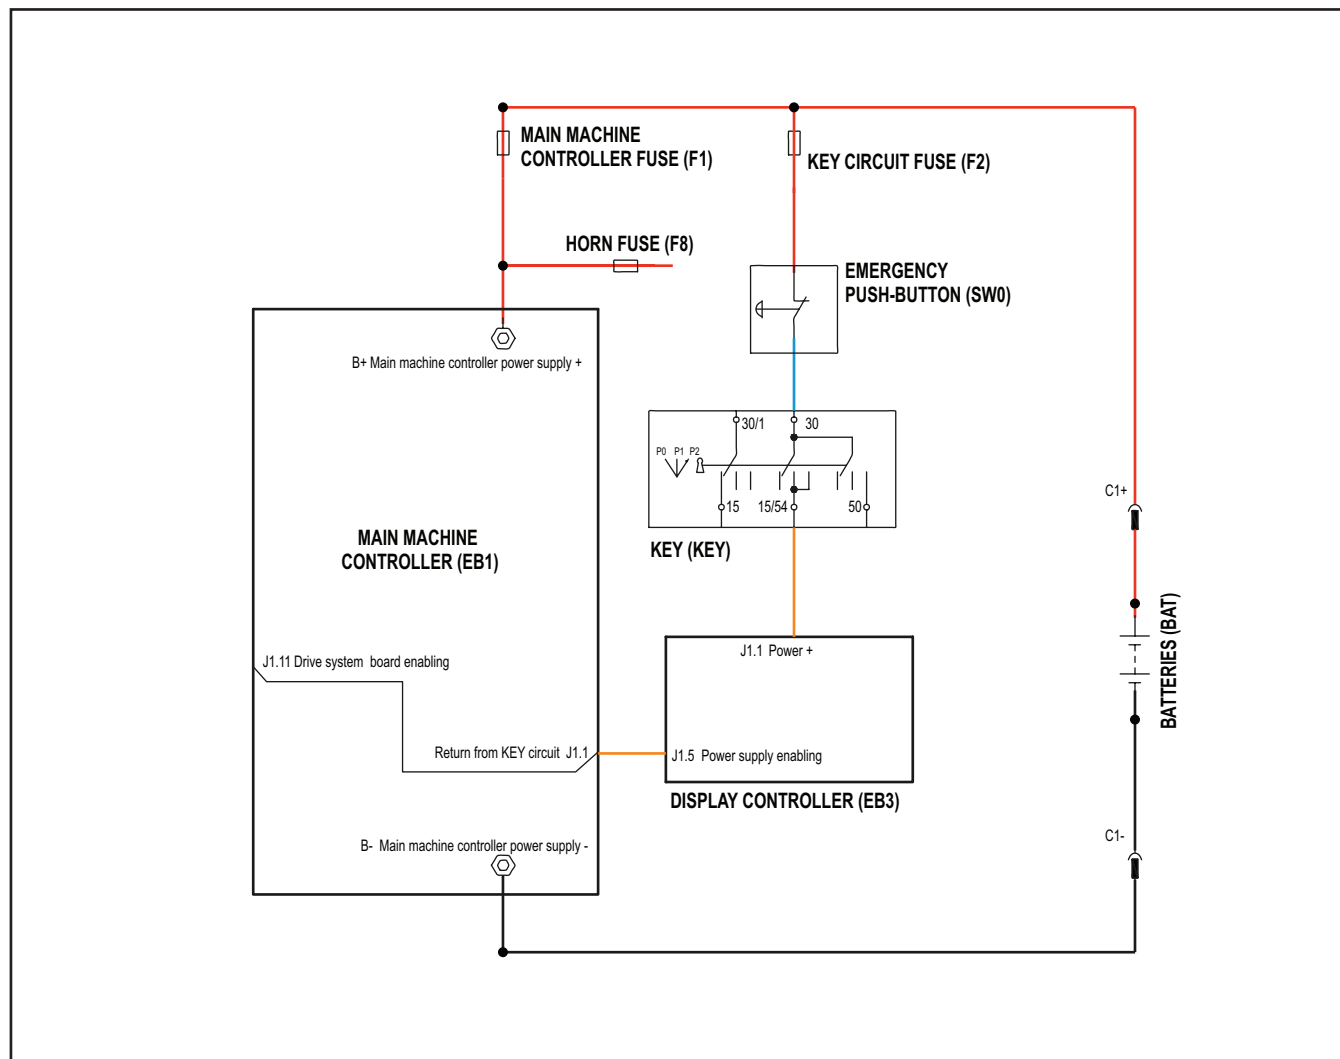 MAIN MACHINE
CONTROLLER FUSE (F1)
KEY CIRCUIT FUSE (F2)
HORN FUSE (F8)
EMERGENCY
PUSH-BUTTON (SW0)
B+ Main machine controller power supply +
30/1 30
P0 P1 P2
15 15/54 50
KEY (KEY)
C1+
MAIN MACHINE
CONTROLLER (EB1)
BATTERIES (BAT)
J1.11 Drive system board enabling
J1.1 Power +
Return from KEY circuit J1.1
J1.5 Power supply enabling
DISPLAY CONTROLLER (EB3)
C1-
B- Main machine controller power supply -